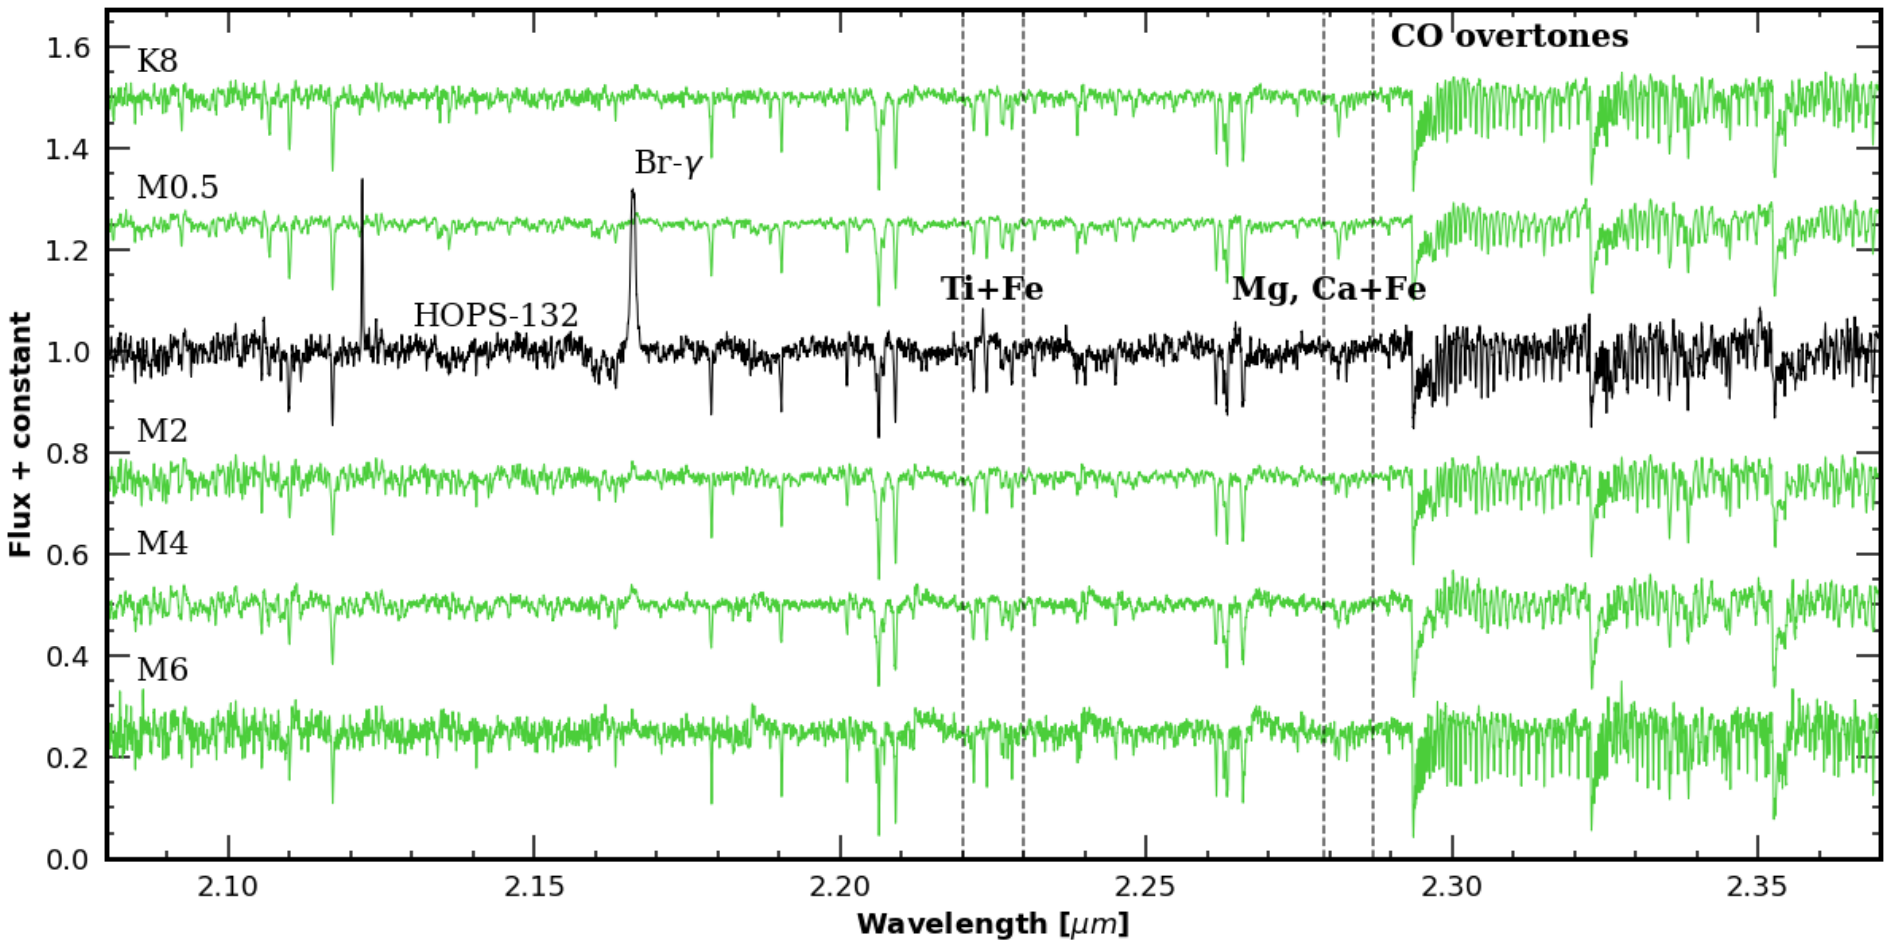 CO overtones
1.6
K8
1.4
Br-γ
M0.5
1.2
Ti+Fe
Mg, Ca+Fe
HOPS-132
1.0
M2
0.8
M4
0.6
M6
0.4
0.2
0.0
Flux + constant
2.10 2.15 2.20 2.25 2.30 2.35
Wavelength [μm]